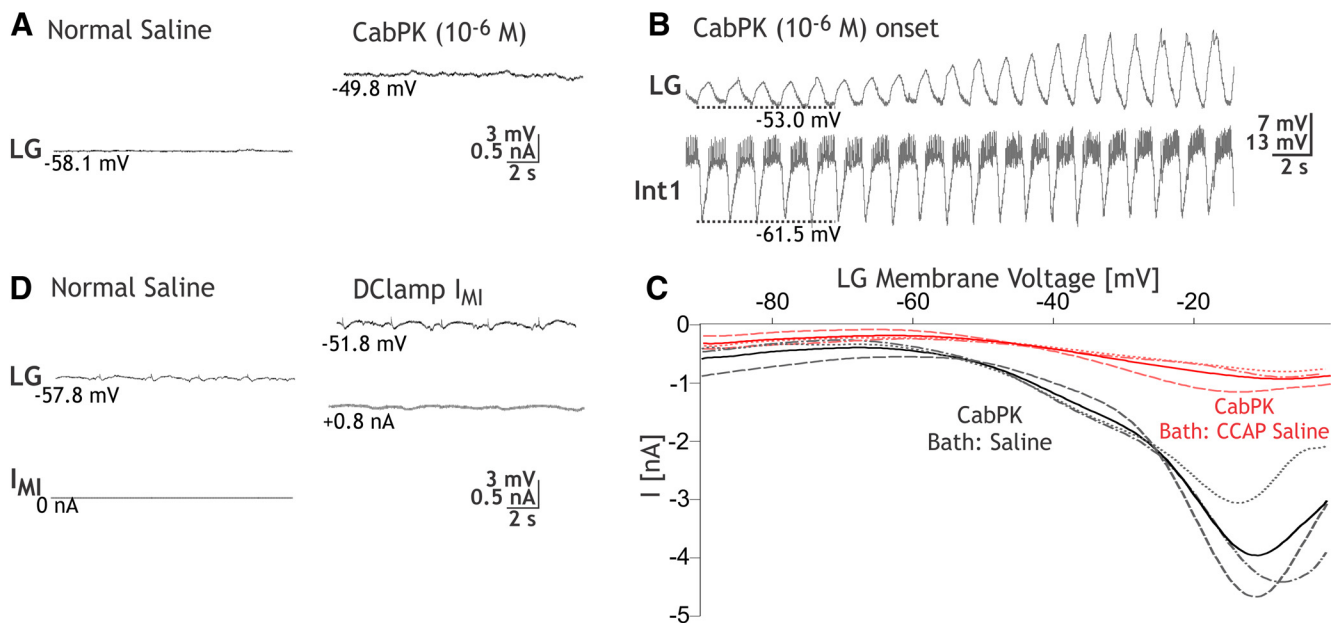 A Normal Saline
CabPK (10-6 M)
-49.8 mV
LG
-58.1 mV
3 mV
0.5 nA
2 s
B CabPK (10-6 M) onset
LG
-53.0 mV
7 mV
13 mV
2 s
Int1
-61.5 mV
D Normal Saline
DClamp IMI
-51.8 mV
LG
-57.8 mV
+0.8 nA
IMI
0 nA
3 mV
0.5 nA
2 s
C LG Membrane Voltage [mV]
-80 -60 -40 -20
0
-1
-2
-3
-4
-5
I [nA]
CabPK
Bath: Saline
CabPK
Bath: CCAP Saline